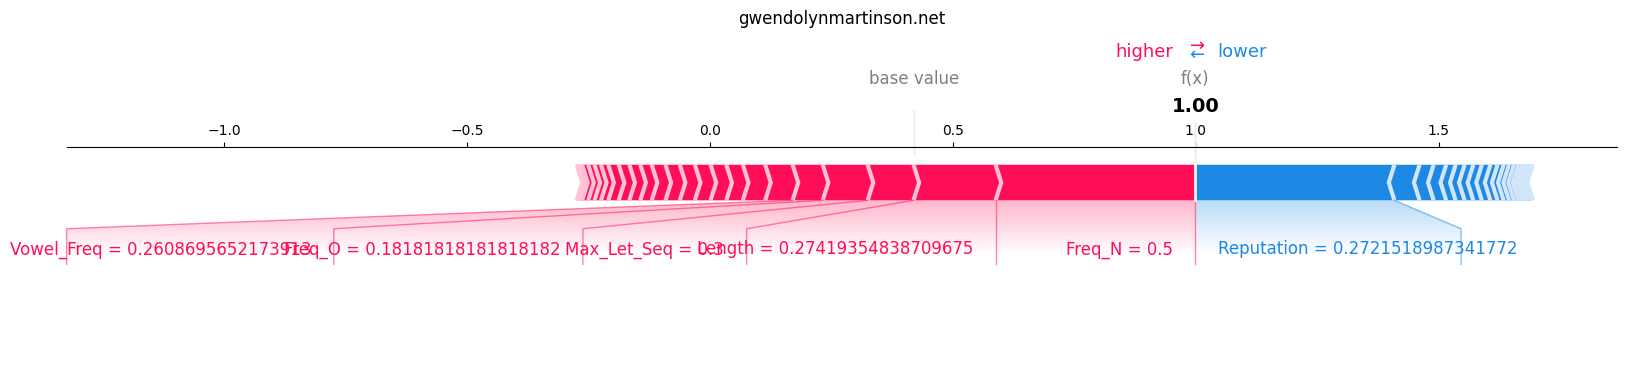 gwendolynmartinson.net
higher ⇄ lower
base value f(x)
1.00
−1.0 −0.5 0.0 0.5 1.0 1.5
Vowel_Freq = 0.2608695652173913 Freq_O = 0.18181818181818182 Max_Let_Seq = 0.3 Length = 0.27419354838709675 Freq_N = 0.5 Reputation = 0.2721518987341772